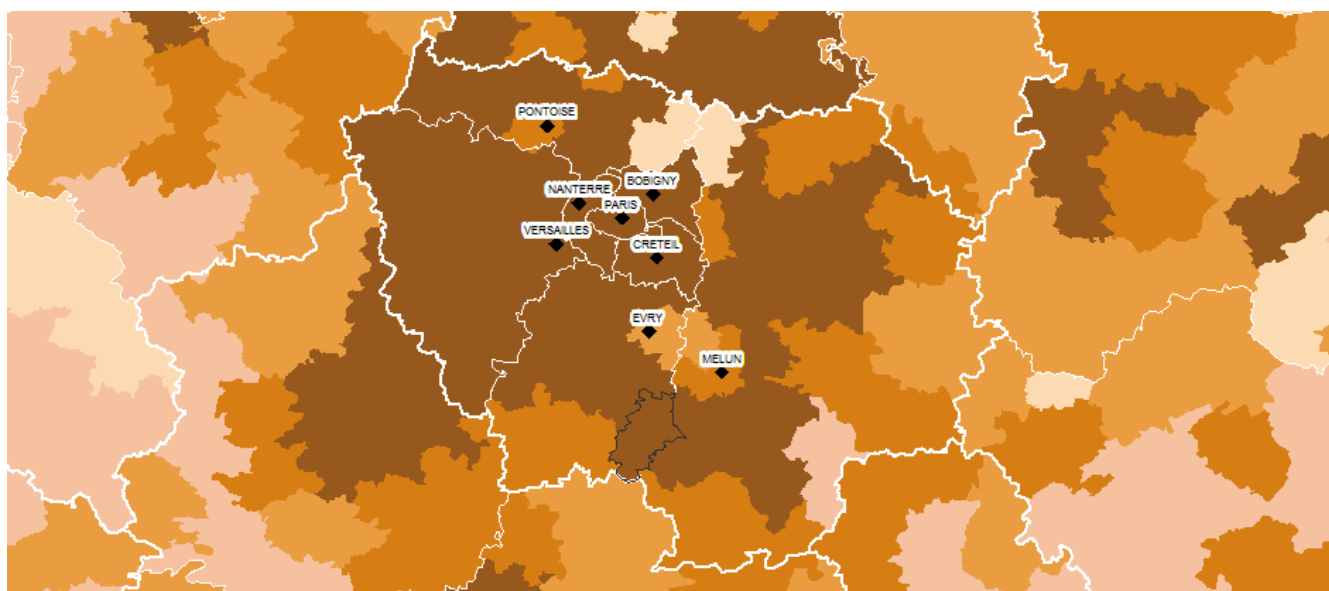 PONTOISE
BOBIGNY
NANTERRE
PARIS
VERSAILLES
CRETEIL
EVRY
MELUN